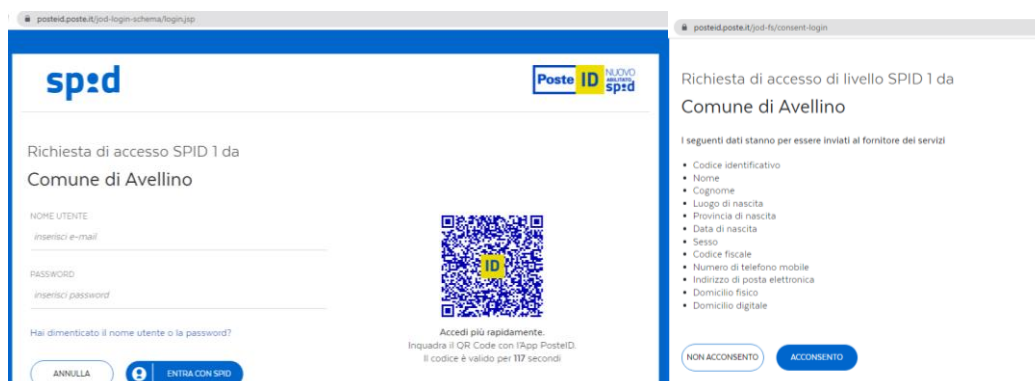 posteid.poste.it/jod-login-schema/login.jsp
sp:d
Poste ID NUOVO
ABILITATO
sp:d
Richiesta di accesso SPID 1 da
Comune di Avellino
NOME UTENTE
inserisci e-mail
PASSWORD
inserisci password
Hai dimenticato il nome utente o la password?
ANNULLA
ENTRA CON SPID
ID
Accedi più rapidamente.
Inquadra il QR Code con l'App PosteID.
Il codice è valido per 117 secondi
posteid.poste.it/jod-fs/consent-login
Richiesta di accesso di livello SPID 1 da
Comune di Avellino
I seguenti dati stanno per essere inviati al fornitore dei servizi
• Codice identificativo
• Nome
• Cognome
• Luogo di nascita
• Provincia di nascita
• Data di nascita
• Sesso
• Codice fiscale
• Numero di telefono mobile
• Indirizzo di posta elettronica
• Domicilio fisico
• Domicilio digitale
NON ACCONSENTO
ACCONSENTO